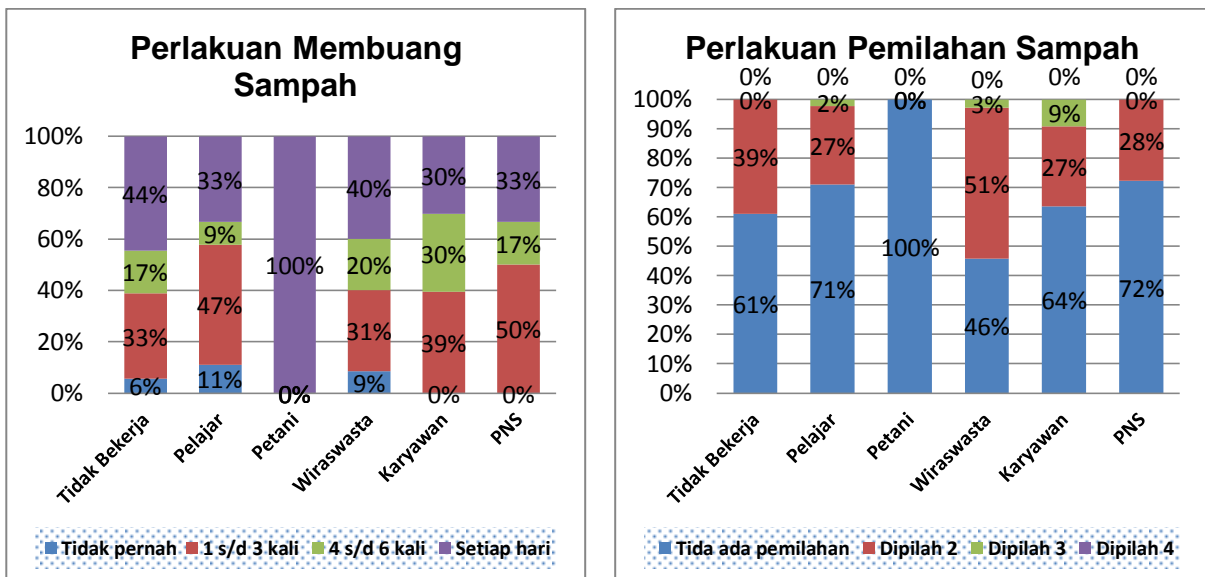 Perlakuan Membuang
Sampah
100%
80%
60%
40%
20%
0%
44%
33%
40%
30%
33%
17%
9%
100%
20%
30%
17%
33%
47%
0%
31%
39%
50%
6%
11%
0%
9%
0%
0%
Tidak Bekerja
Pelajar
Petani
Wiraswasta
Karyawan
PNS
Tidak pernah 1 s/d 3 kali 4 s/d 6 kali Setiap hari
Perlakuan Pemilahan Sampah
100%
90%
80%
70%
60%
50%
40%
30%
20%
10%
0%
0% 0% 0% 0% 0% 0%
0% 2% 0% 3% 9% 0%
39% 27% 0% 51% 27% 28%
61% 71% 100% 46% 64% 72%
Tidak Bekerja
Pelajar
Petani
Wiraswasta
Karyawan
PNS
Tida ada pemilahan Dipilah 2 Dipilah 3 Dipilah 4